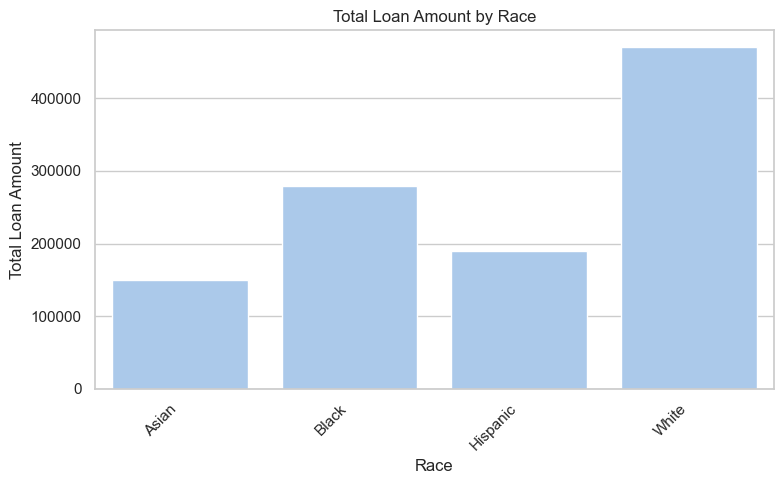 Total Loan Amount by Race
Total Loan Amount
400000
300000
200000
100000
0
Asian
Black
Hispanic
White
Race